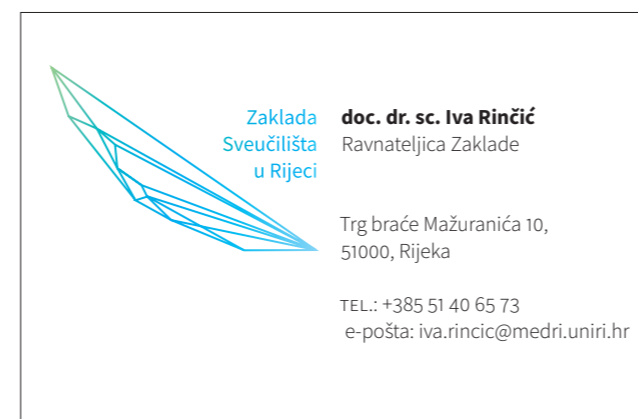 Zaklada
Sveučilišta
u Rijeci
doc. dr. sc. Iva Rinčić
Ravnateljica Zaklade
Trg braće Mažuranića 10,
51000, Rijeka
TEL.: +385 51 40 65 73
e-pošta: iva.rincic@medri.uniri.hr